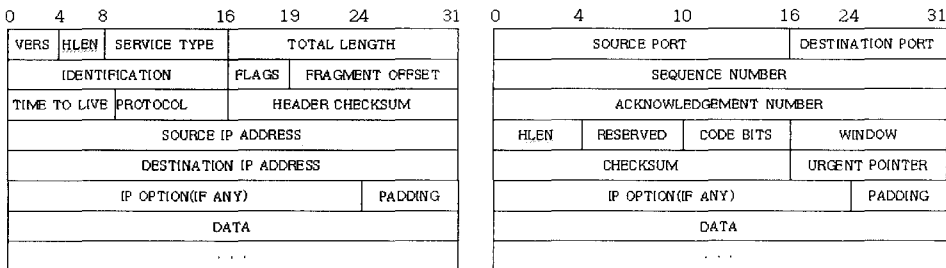 0 4 8 16 19 24 31
VERS HLEN SERVICE TYPE TOTAL LENGTH
IDENTIFICATION FLAGS FRAGMENT OFFSET
TIME TO LIVE PROTOCOL HEADER CHECKSUM
SOURCE IP ADDRESS
DESTINATION IP ADDRESS
IP OPTION(IF ANY) PADDING
DATA
. . .
0 4 10 16 24 31
SOURCE PORT DESTINATION PORT
SEQUENCE NUMBER
ACKNOWLEDGEMENT NUMBER
HLEN RESERVED CODE BITS WINDOW
CHECKSUM URGENT POINTER
IP OPTION(IF ANY) PADDING
DATA
. . .